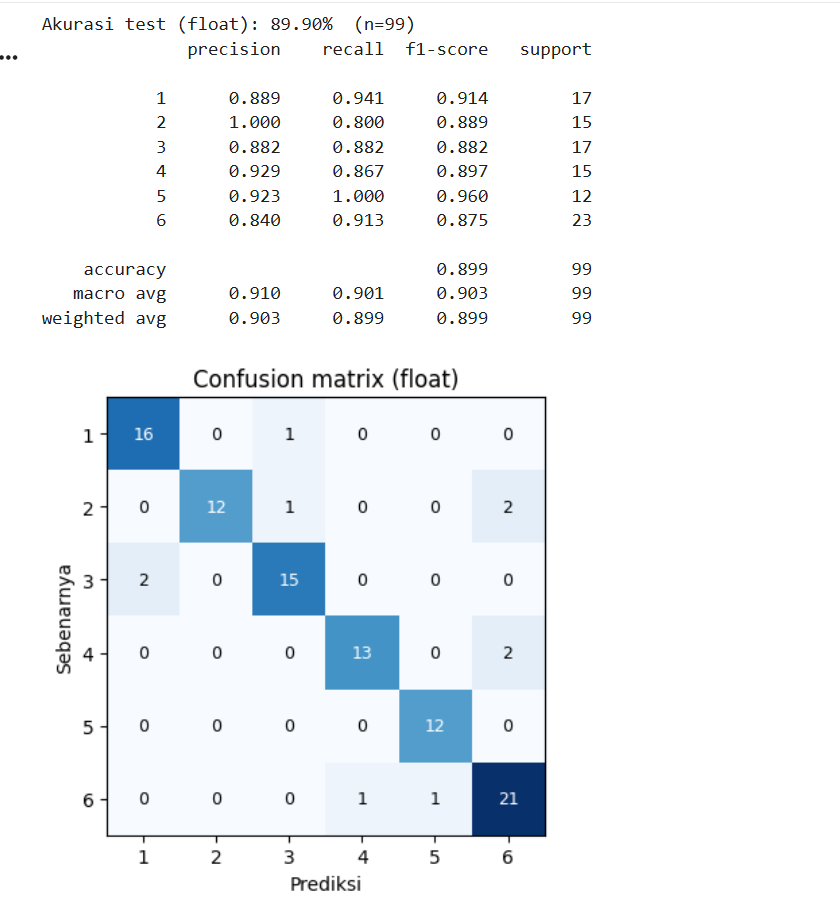 Akurasi test (float): 89.90% (n=99)
precision recall f1-score support
1 0.889 0.941 0.914 17
2 1.000 0.800 0.889 15
3 0.882 0.882 0.882 17
4 0.929 0.867 0.897 15
5 0.923 1.000 0.960 12
6 0.840 0.913 0.875 23
accuracy 0.899 99
macro avg 0.910 0.901 0.903 99
weighted avg 0.903 0.899 0.899 99
Confusion matrix (float)
Sebenarnya
1 16 0 1 0 0 0
2 0 12 1 0 0 2
3 2 0 15 0 0 0
4 0 0 0 13 0 2
5 0 0 0 0 12 0
6 0 0 0 1 1 21
1 2 3 4 5 6
Prediksi